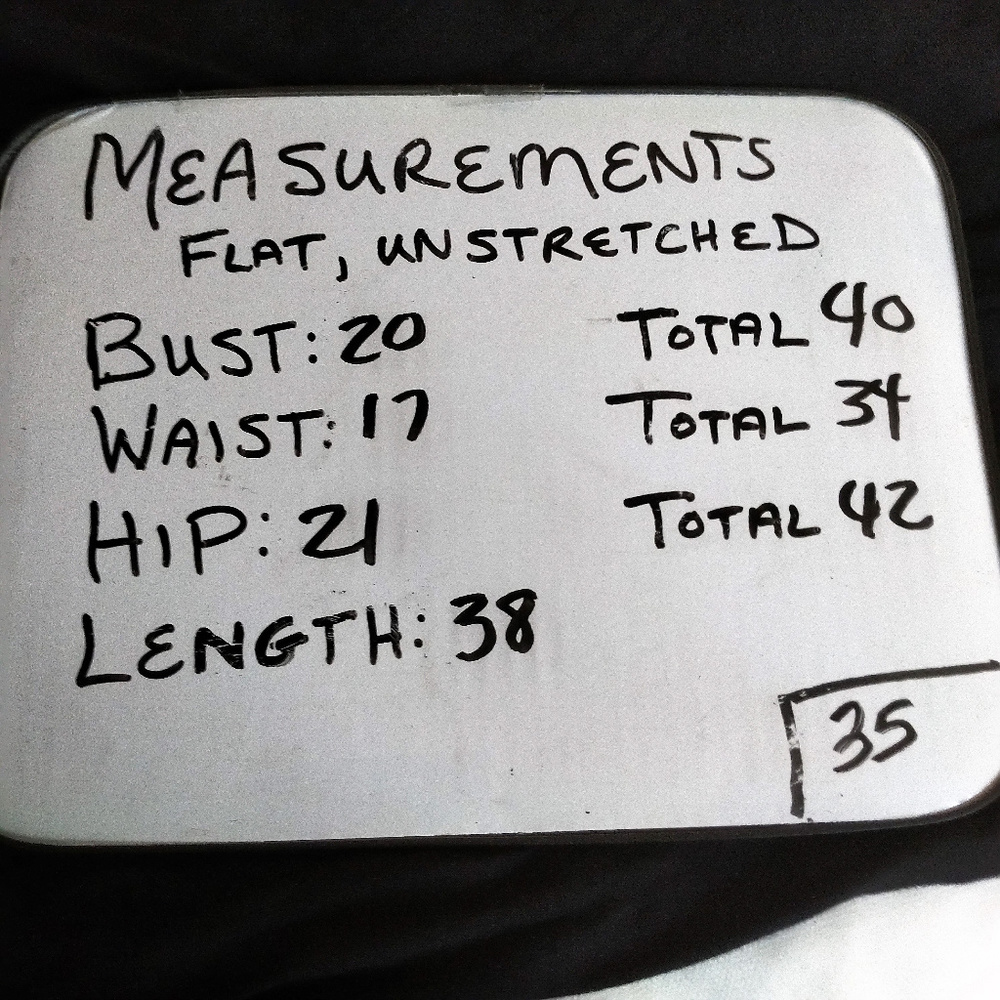 MEASUREMENTS
FLAT, UNSTRETCHED
BUST: 20 TOTAL 40
WAIST: 17 TOTAL 34
HIP: 21 TOTAL 42
LENGTH: 38
35